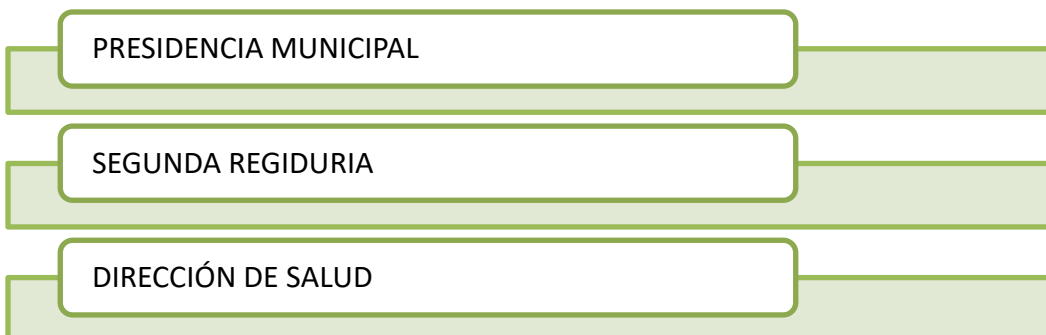 PRESIDENCIA MUNICIPAL
SEGUNDA REGIDURIA
DIRECCIÓN DE SALUD